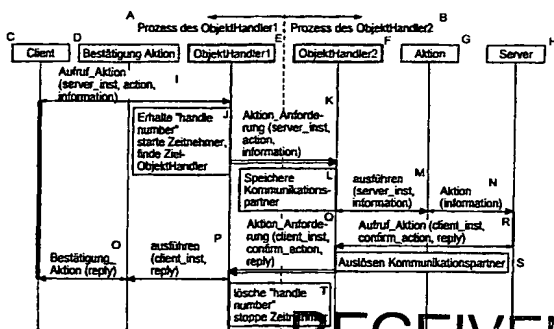 A
B
Prozess des ObjektHandler1
Prozess des ObjektHandler2
C
D
E
F
G
H
Client
Bestätigung Aktion
ObjektHandler1
ObjektHandler2
Aktion
Server
Aufruf_Aktion
(server_inst, action,
information)
I
J
Erhalte "handle
number"
starte Zeitnehmer,
finde Ziel-
ObjektHandler
K
Aktion_Anforde-
rung (server_inst,
action,
information)
L
Speichere
Kommunikations-
partner
M
ausführen
(server_inst,
information)
N
Aktion
(information)
R
Aufruf_Aktion (client_inst,
confirm_action, reply)
Q
Aktion_Anforde-
rung (client_inst,
confirm_action,
reply)
Auslösen Kommunikationspartner
S
P
ausführen
(client_inst,
reply)
O
Bestätigung_
Aktion (reply)
T
lösche "handle
number"
stoppe Zeitnehmer